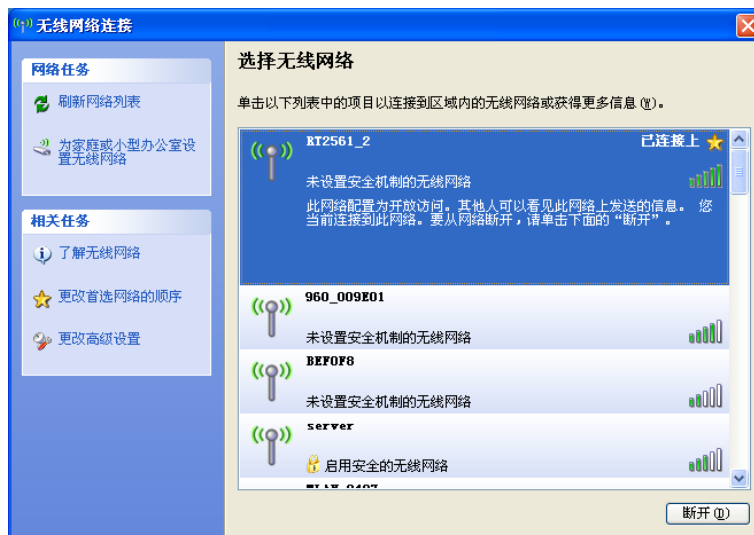 无线网络连接
网络任务
刷新网络列表
为家庭或小型办公室设
置无线网络
相关任务
了解无线网络
更改首选网络的顺序
更改高级设置
选择无线网络
单击以下列表中的项目以连接到区域内的无线网络或获得更多信息(W)。
RT2561_2 已连接上
未设置安全机制的无线网络
此网络配置为开放访问。其他人可以看见此网络上发送的信息。 您
当前连接到此网络。要从网络断开，请单击下面的“断开”。
960_009E01
未设置安全机制的无线网络
BEF0F8
未设置安全机制的无线网络
server
启用安全的无线网络
断开(D)